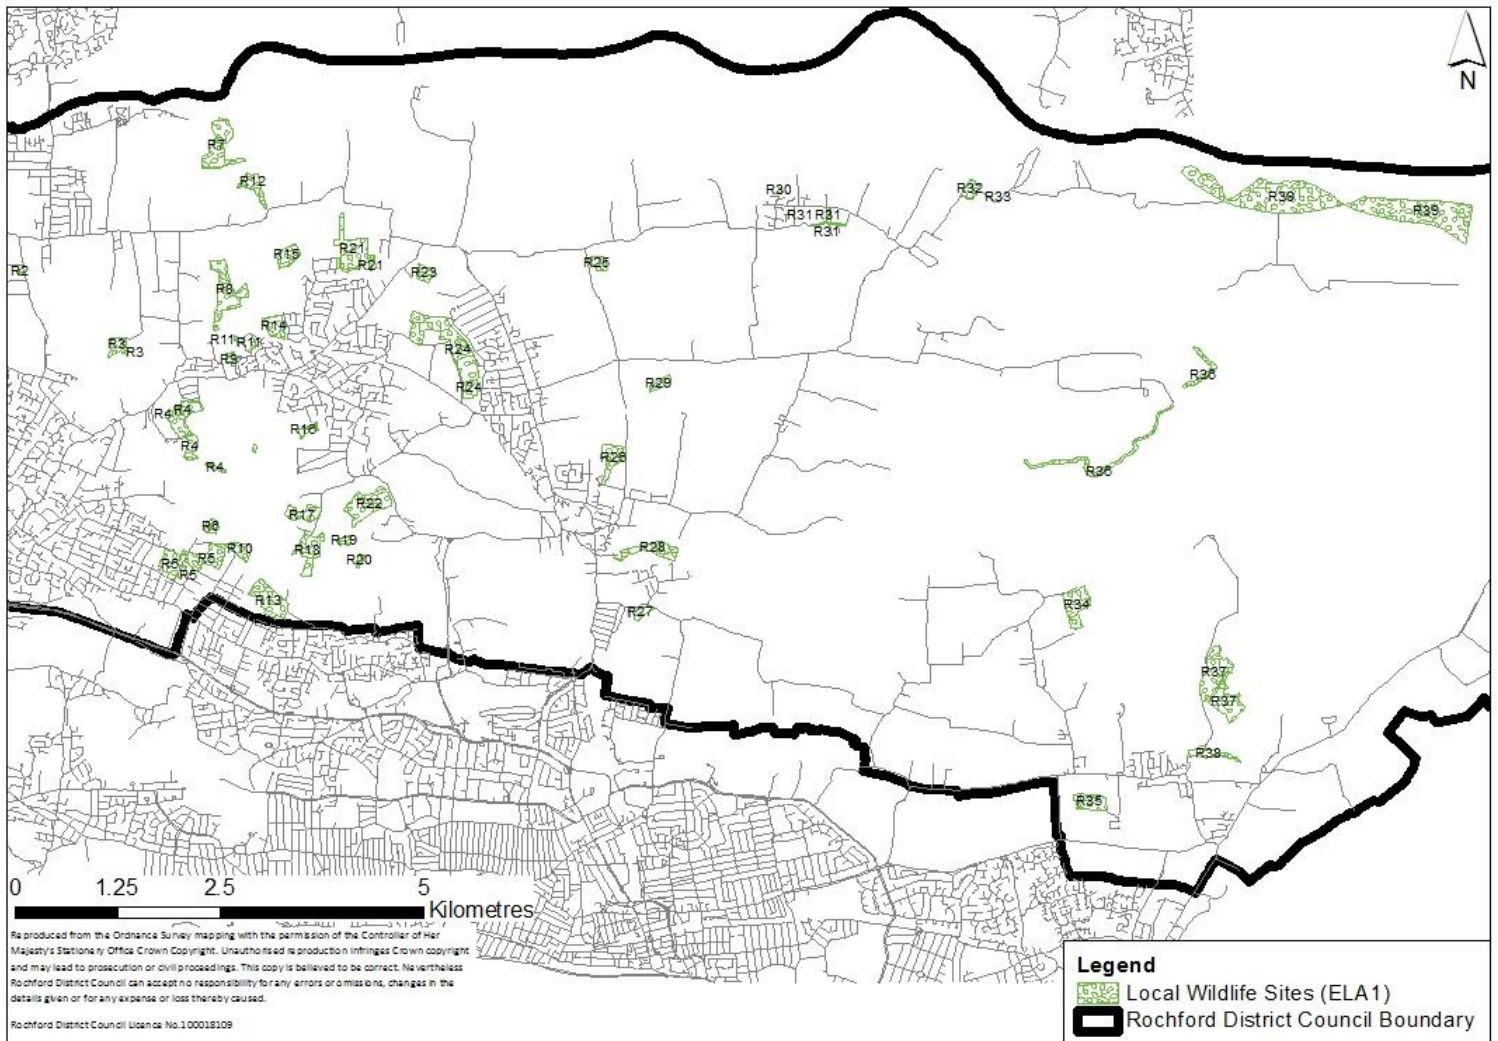 N
R7
R12
R30
R32
R33
R39
R39
R31
R31
R31
R21
R21
R15
R2
R23
R25
R8
R14
R11
R11
R9
R3
R3
R24
R24
R29
R36
R4
R4
R16
R4
R4
R26
R36
R22
R17
R6
R19
R18
R10
R5
R6
R5
R20
R28
R13
R27
R34
R37
R37
R38
R35
0 1.25 2.5 5
Kilometres
Reproduced from the Ordnance Survey mapping with the permission of the Controller of Her
Majesty's Stationery Office Crown Copyright. Unauthorised reproduction infringes Crown copyright
and may lead to prosecution or civil proceedings. This copy is believed to be correct. Nevertheless
Rochford District Council can accept no responsibility for any errors or omissions, changes in the
details given or for any expense or loss thereby caused.
Rochford District Council Licence No.100018109
Legend
Local Wildlife Sites (ELA1)
Rochford District Council Boundary